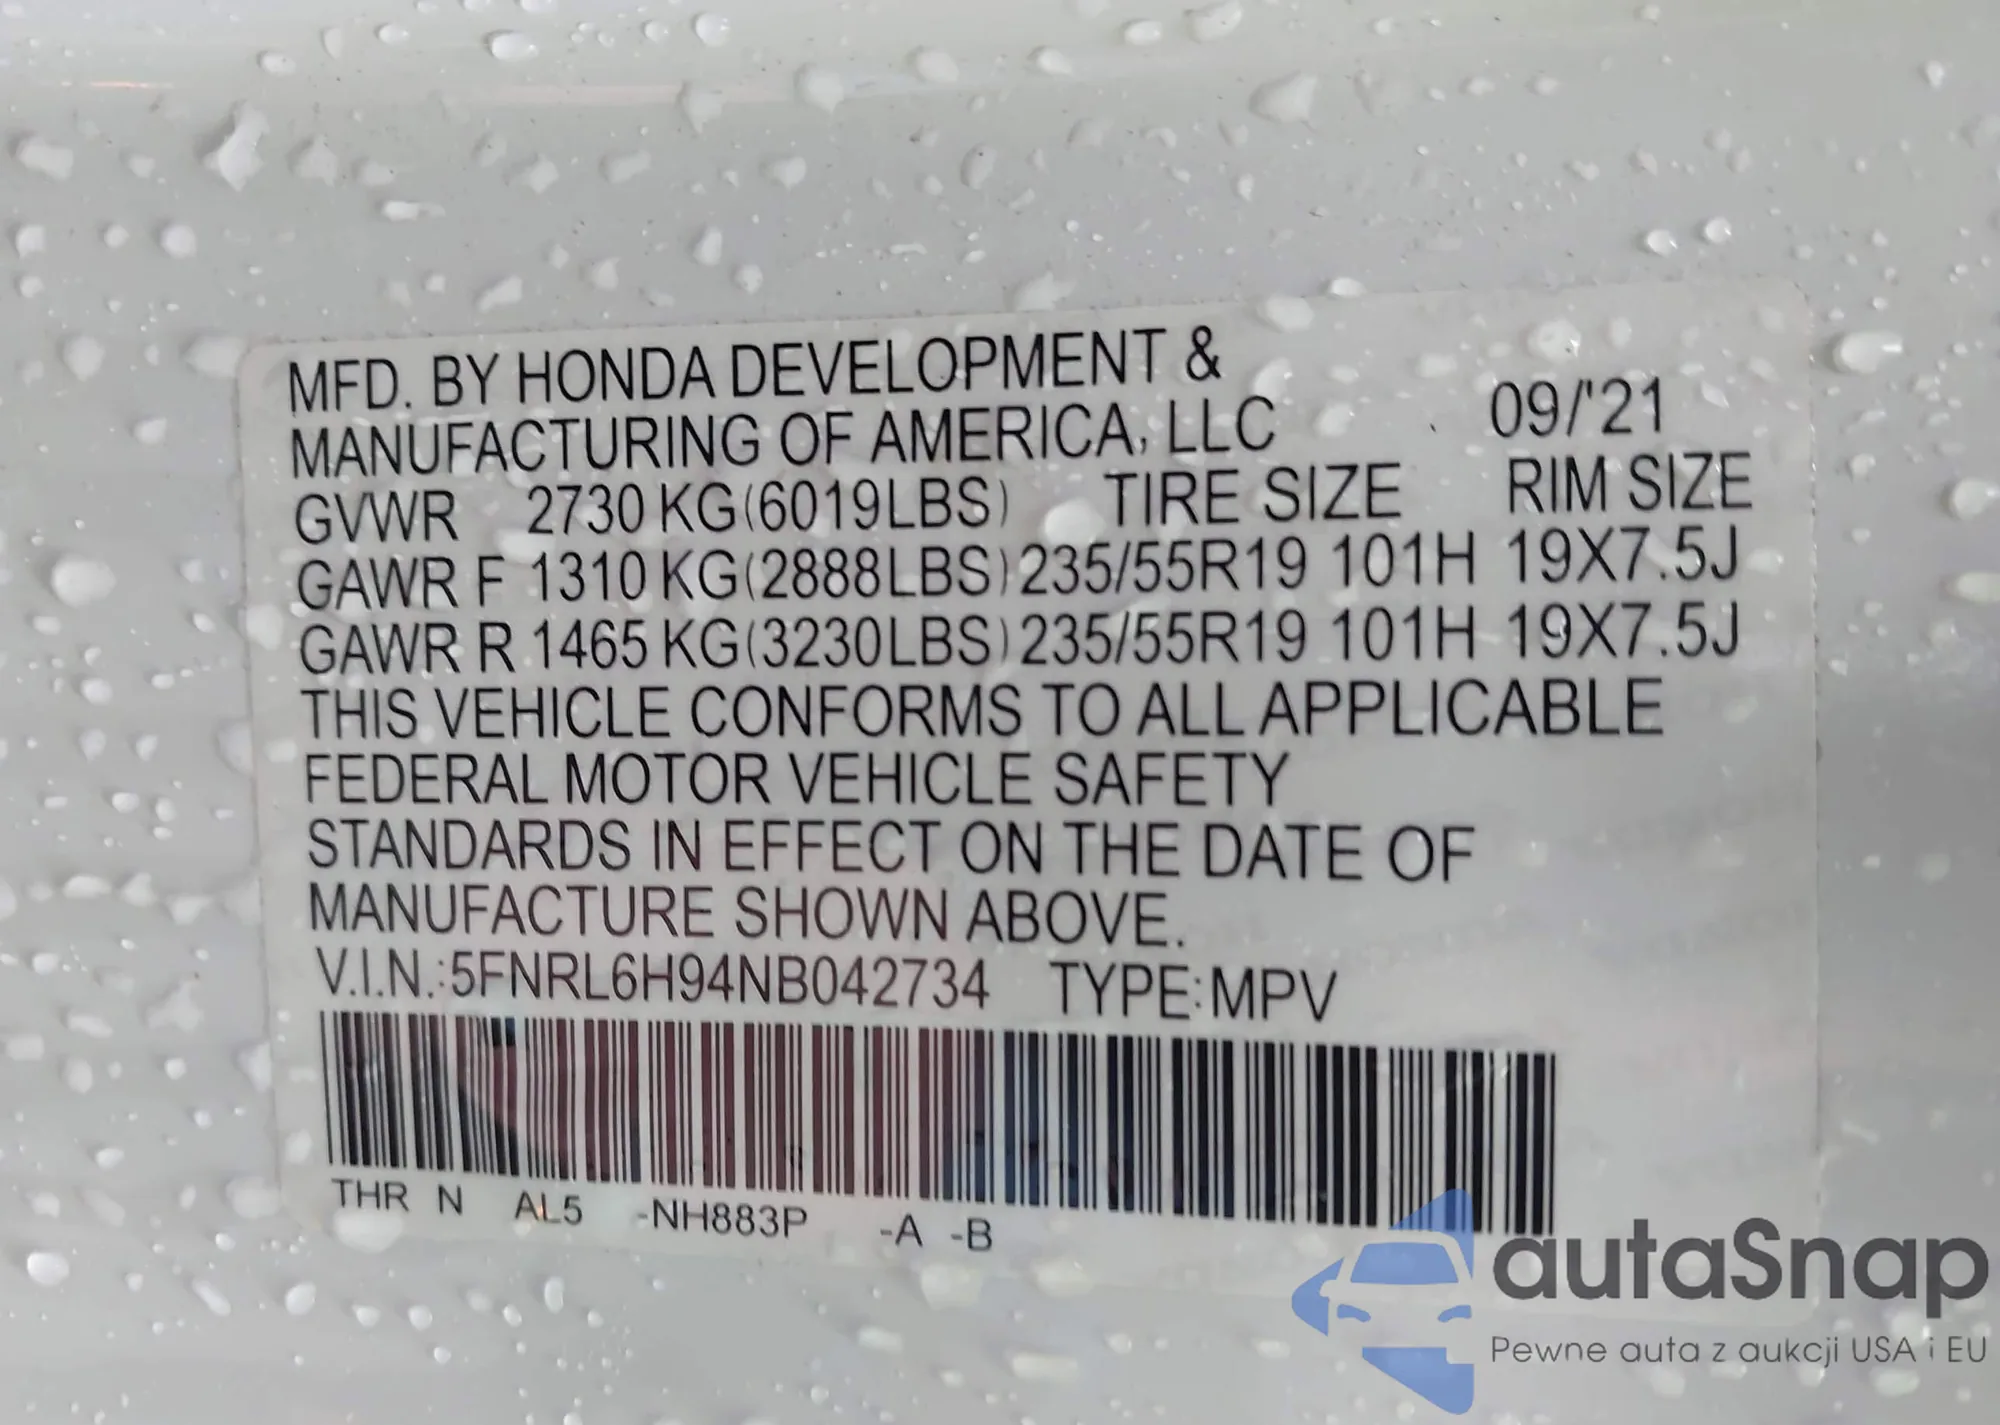 MFD. BY HONDA DEVELOPMENT &
MANUFACTURING OF AMERICA, LLC 09/'21
GVWR 2730 KG(6019LBS) TIRE SIZE RIM SIZE
GAWR F 1310 KG(2888LBS) 235/55R19 101H 19X7.5J
GAWR R 1465 KG(3230LBS) 235/55R19 101H 19X7.5J
THIS VEHICLE CONFORMS TO ALL APPLICABLE
FEDERAL MOTOR VEHICLE SAFETY
STANDARDS IN EFFECT ON THE DATE OF
MANUFACTURE SHOWN ABOVE.
V.I.N.:5FNRL6H94NB042734 TYPE:MPV
THR N AL5 -NH883P -A -B
autaSnap
Pewne auta z aukcji USA i EU